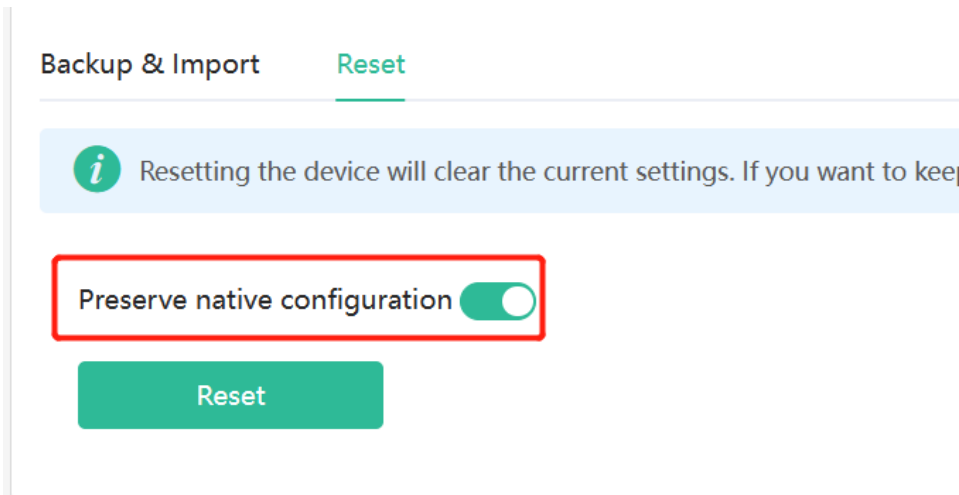 Backup & Import Reset
i Resetting the device will clear the current settings. If you want to
Preserve native configuration
Reset